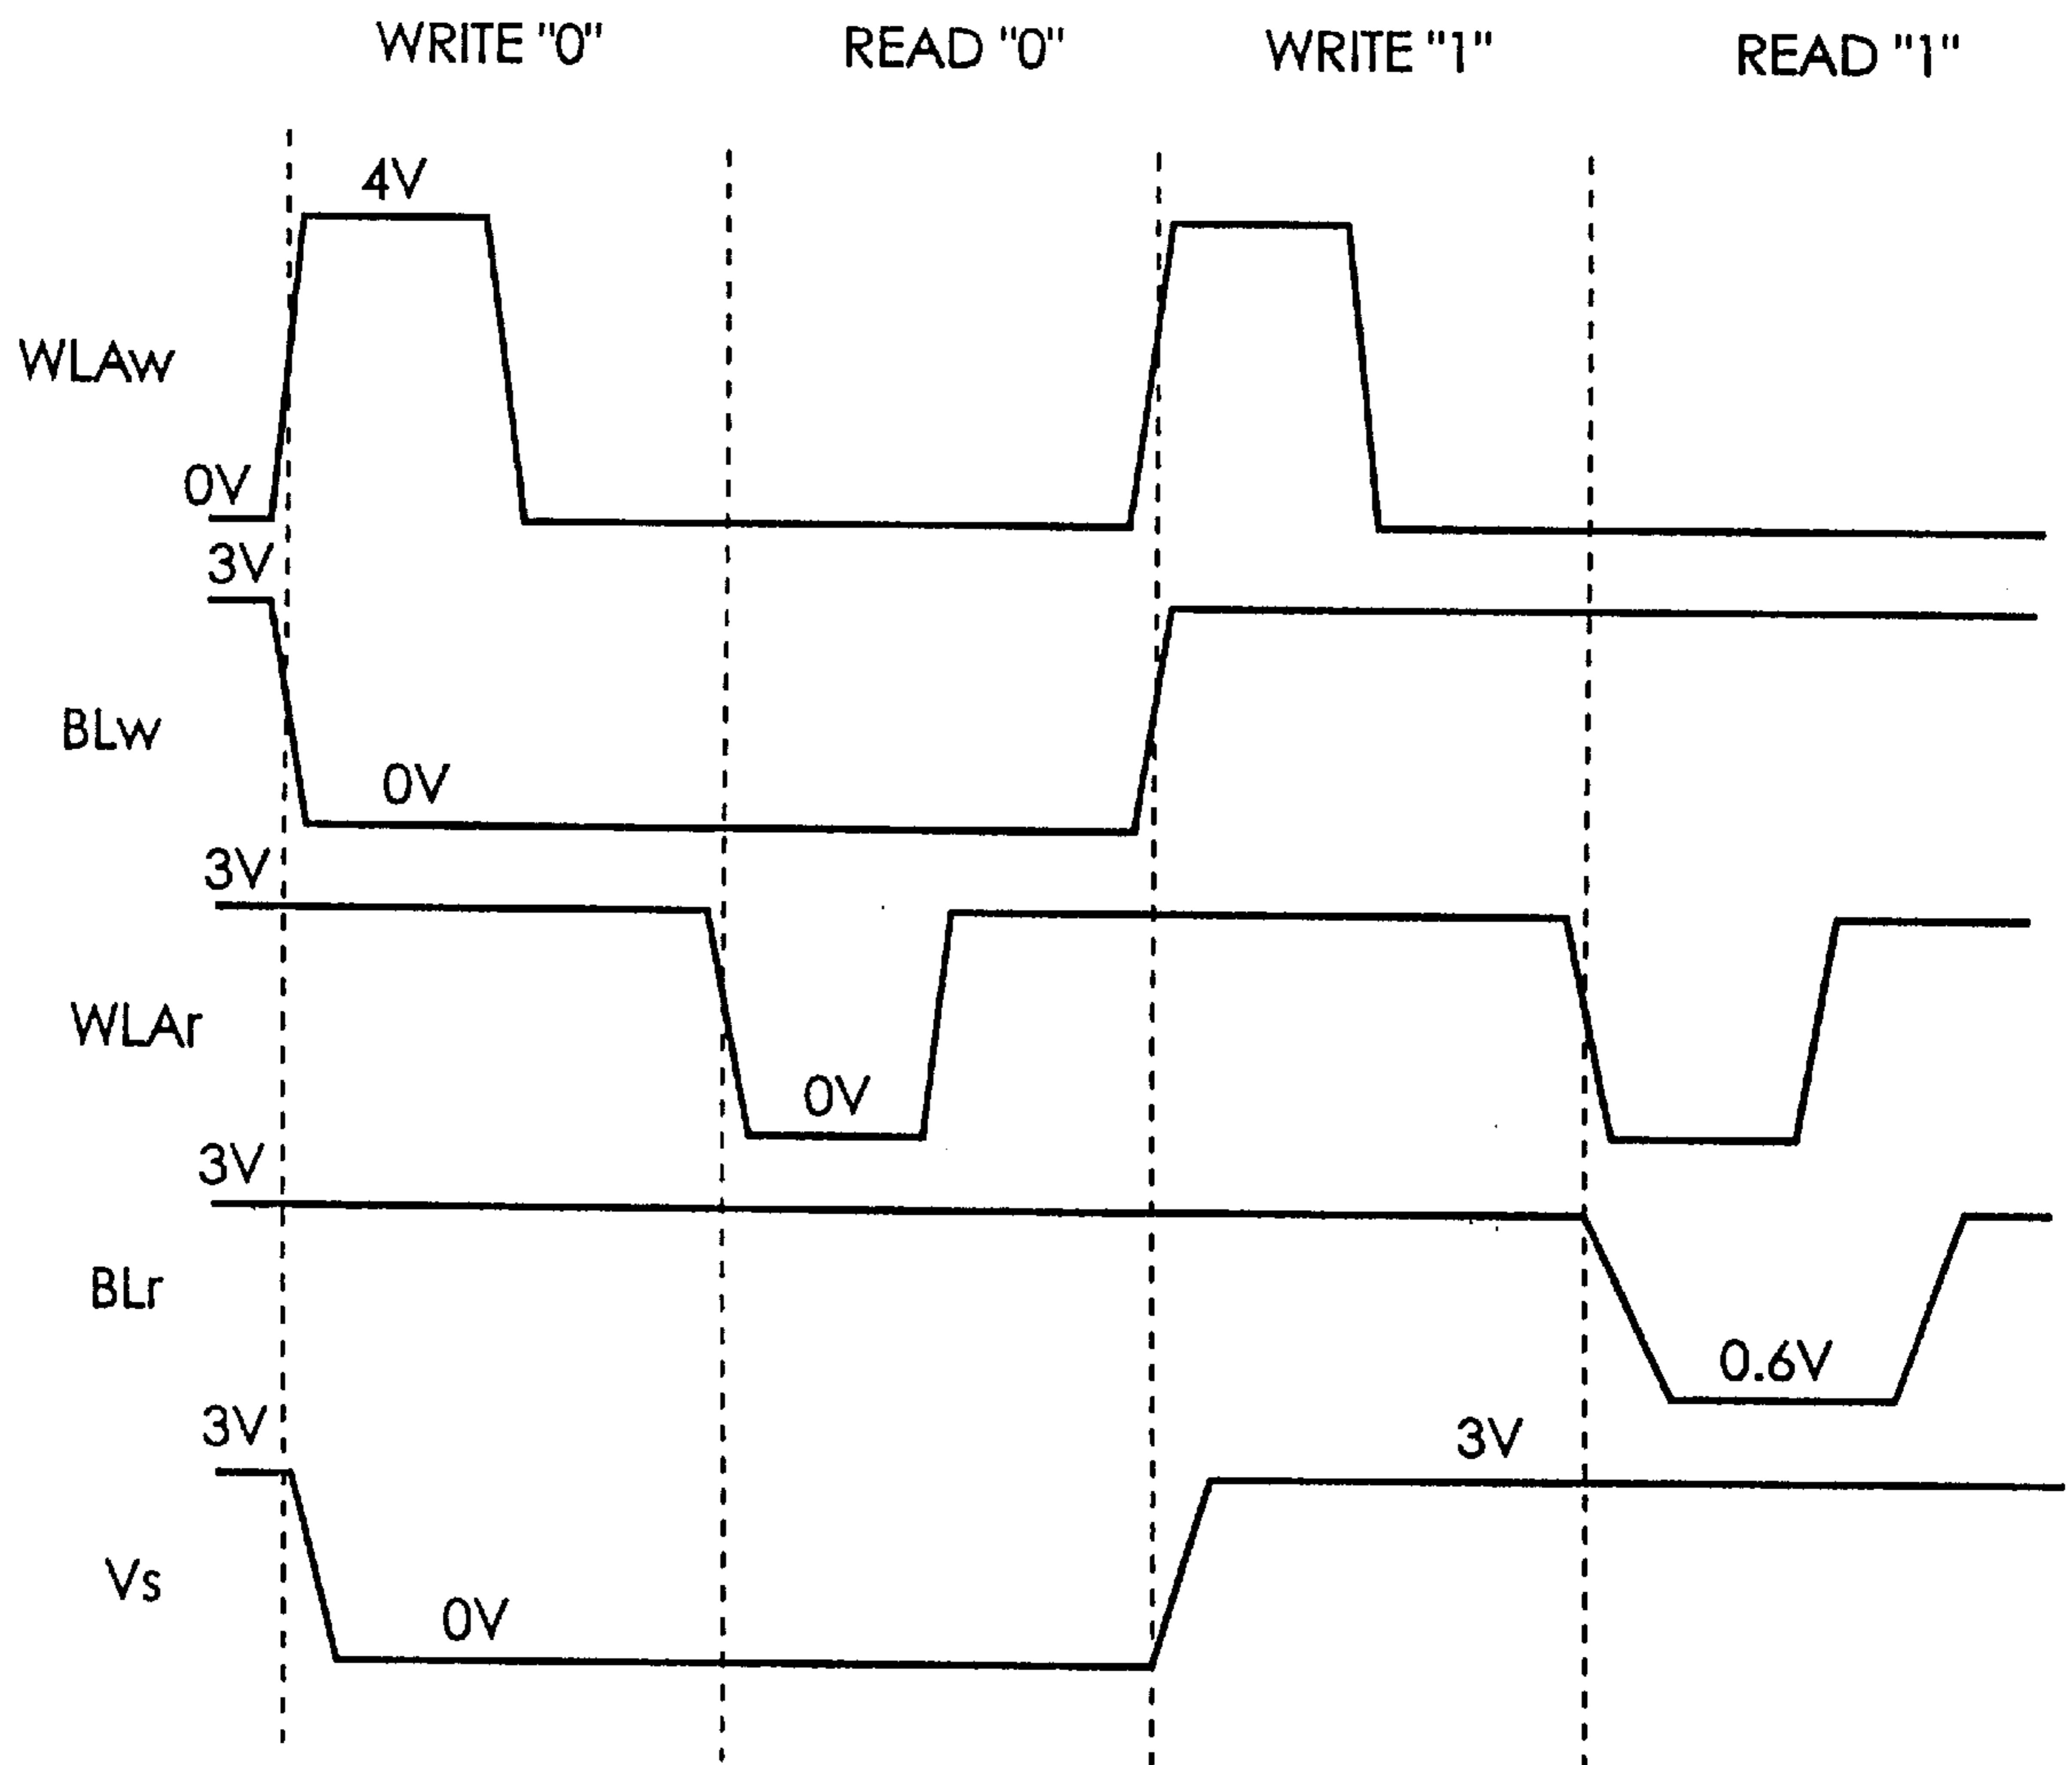 WRITE "0" READ "0" WRITE "1" READ "1"
4V
WLAw
0V
3V
BLw
0V
3V
WLAr
0V
3V
BLr
0.6V
3V
3V
Vs
0V